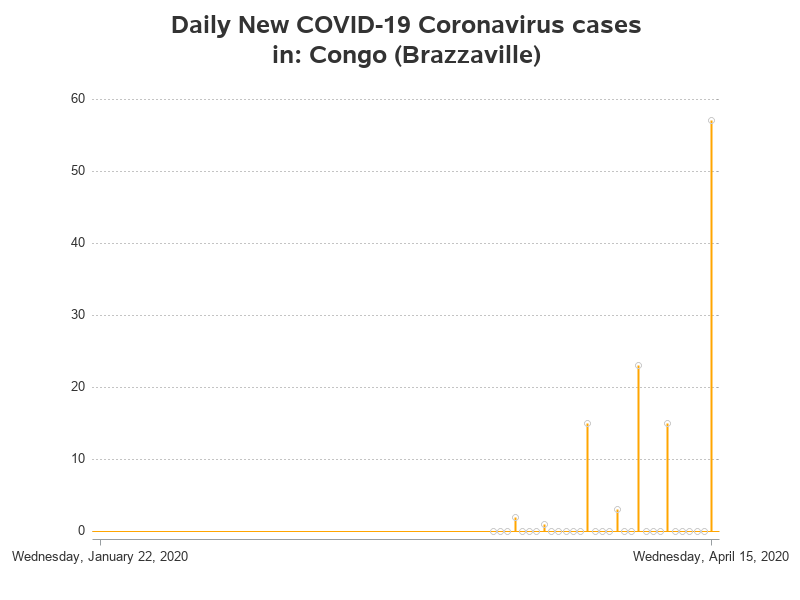 Daily New COVID-19 Coronavirus cases
in: Congo (Brazzaville)
60
50
40
30
20
10
0
Wednesday, January 22, 2020
Wednesday, April 15, 2020